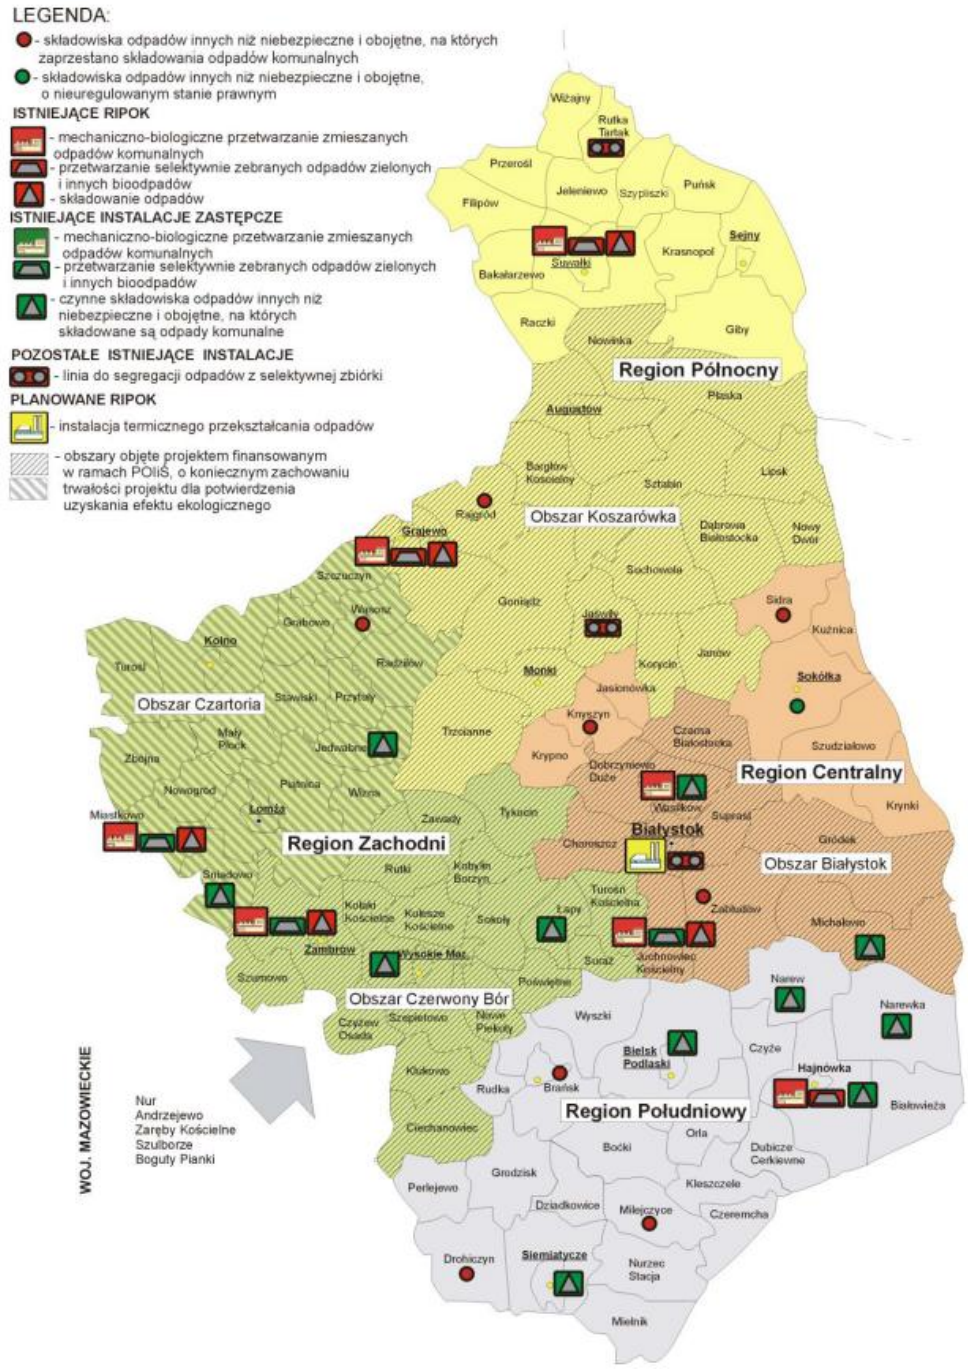 LEGENDA:
- składowiska odpadów innych niż niebezpieczne i obojętne, na których
zaprzestano składowania odpadów komunalnych
- składowiska odpadów innych niż niebezpieczne i obojętne,
o nieuregulowanym stanie prawnym
ISTNIEJĄCE RIPOK
- mechaniczno-biologiczne przetwarzanie zmieszanych
odpadów komunalnych
- przetwarzanie selektywnie zebranych odpadów zielonych
i innych bioodpadów
- składowanie odpadów
ISTNIEJĄCE INSTALACJE ZASTĘPCZE
- mechaniczno-biologiczne przetwarzanie zmieszanych
odpadów komunalnych
- przetwarzanie selektywnie zebranych odpadów zielonych
i innych bioodpadów
- czynne składowiska odpadów innych niż
niebezpieczne i obojętne, na których
składowane są odpady komunalne
POZOSTAŁE ISTNIEJĄCE INSTALACJE
- linia do segregacji odpadów z selektywnej zbiórki
PLANOWANE RIPOK
- instalacja termicznego przekształcania odpadów
- obszary objęte projektem finansowanym
w ramach POIiŚ, o koniecznym zachowaniu
trwałości projektu dla potwierdzenia
uzyskania efektu ekologicznego
Wiżajny
Rutka
Tartak
Przerośl
Jeleniewo
Szypliszki
Puńsk
Filipów
Sejny
Suwałki
Krasnopol
Bakałarzewo
Raczki
Giby
Nowinka
Region Północny
Płaska
Augustów
Bargłów
Kościelny
Sztabin
Lipsk
Rajgród
Obszar Koszarówka
Dąbrowa
Białostocka
Nowy
Dwór
Grajewo
Szczuczyn
Suchowola
Goniądz
Sidra
Wąsosz
Grabowo
Jaświły
Kuźnica
Kolno
Turośl
Radziłów
Mońki
Korycin
Janów
Sokółka
Stawiski
Przytuły
Jasionówka
Obszar Czartoria
Knyszyn
Mały
Płock
Jedwabne
Trzcianne
Czarna
Białostocka
Szudziałowo
Zbójna
Krypno
Dobrzyniewo
Duże
Region Centralny
Nowogród
Piątnica
Wizna
Krynki
Miastkowo
Łomża
Zawady
Tykocin
Wasilków
Supraśl
Białystok
Region Zachodni
Choroszcz
Gródek
Obszar Białystok
Rutki
Kobylin
Borzyn
Śniadowo
Turośń
Kościelna
Kołaki
Kościelne
Kulesze
Kościelne
Sokoły
Łapy
Zabłudów
Michałowo
Zambrów
Wysokie Maz.
Suraż
Juchnowiec
Kościelny
Szumowo
Poświętne
Narew
Obszar Czerwony Bór
Narewka
Czyżew
Osada
Szepietowo
Nowe
Piekuty
Wyszki
Bielsk
Podlaski
Czyże
Hajnówka
Klukowo
Rudka
Brańsk
Białowieża
Region Południowy
Ciechanowiec
Orla
Boćki
Dubicze
Cerkiewne
Grodzisk
Perlejewo
Kleszczele
Dziadkowice
Milejczyce
Czeremcha
Drohiczyn
Siemiatycze
Nurzec
Stacja
Mielnik
WOJ. MAZOWIECKIE
Nur
Andrzejewo
Zaręby Kościelne
Szulborze
Boguty Pianki